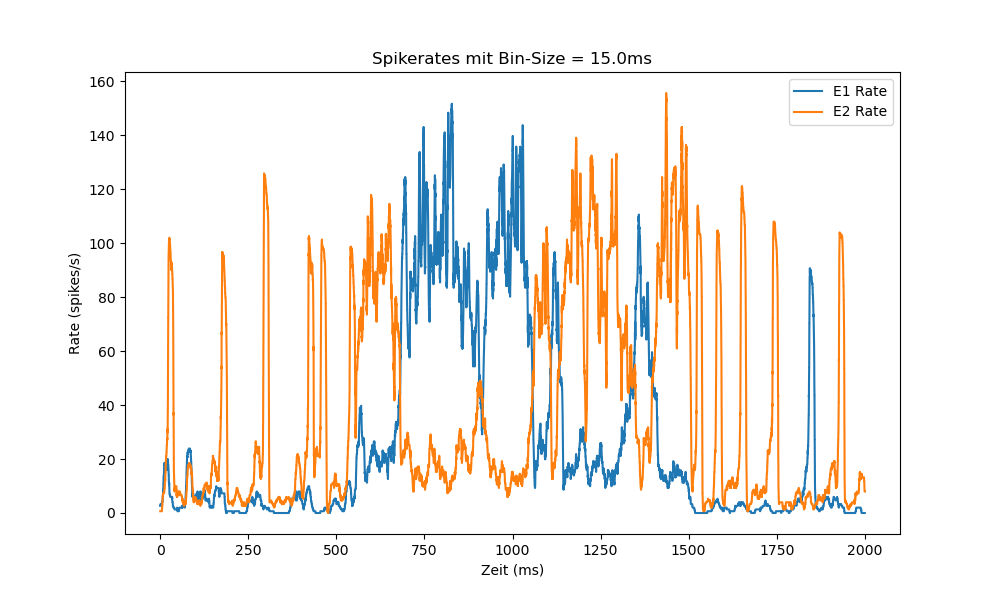 Spikerates mit Bin-Size = 15.0ms
E1 Rate
E2 Rate
160
140
120
100
80
60
40
20
0
Rate (spikes/s)
0 250 500 750 1000 1250 1500 1750 2000
Zeit (ms)